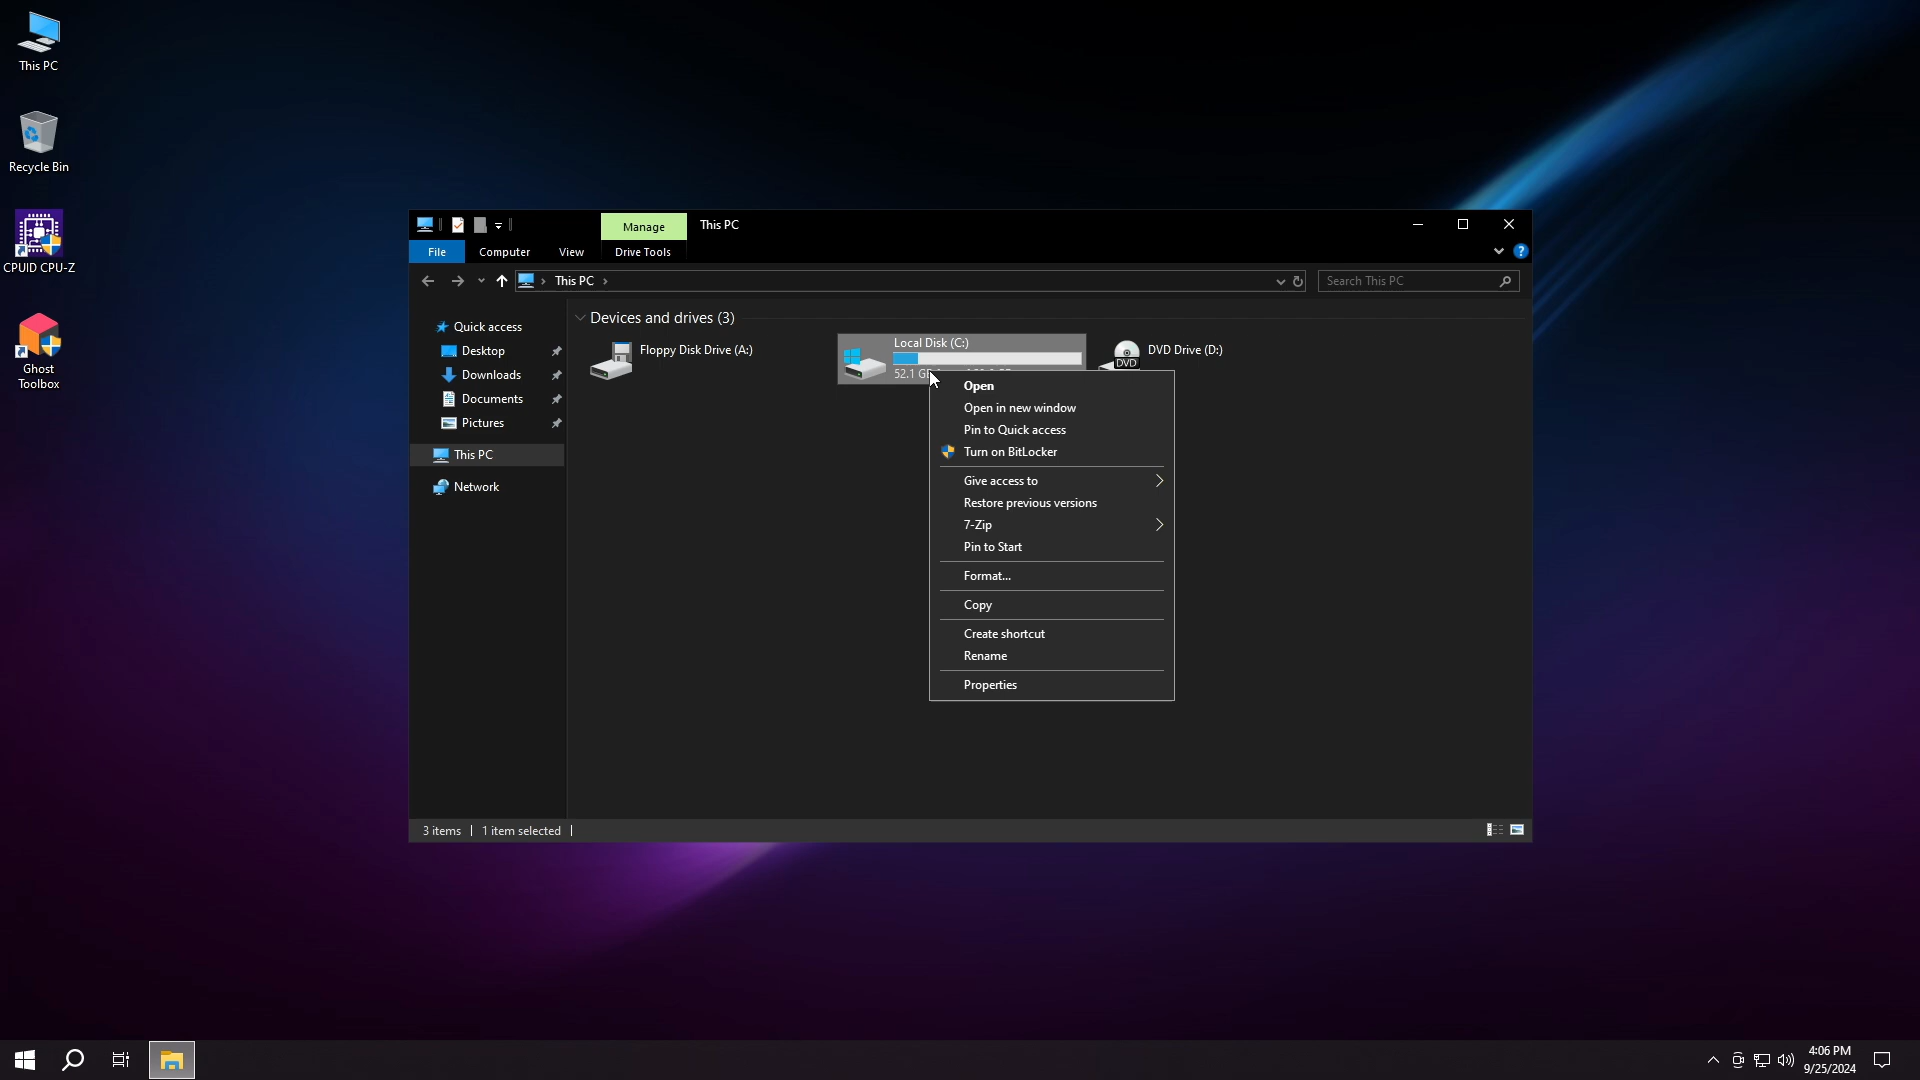 This PC
Recycle Bin
CPUID CPU-Z
Ghost
Toolbox
Manage
This PC
File
Computer
View
Drive Tools
This PC
Search This PC
Quick access
Desktop
Downloads
Documents
Pictures
This PC
Network
Devices and drives (3)
Floppy Disk Drive (A:)
Local Disk (C:)
52.1
DVD Drive (D:)
DVD
Open
Open in new window
Pin to Quick access
Turn on BitLocker
Give access to
Restore previous versions
7-Zip
Pin to Start
Format...
Copy
Create shortcut
Rename
Properties
3 items
1 item selected
4:06 PM
9/25/2024